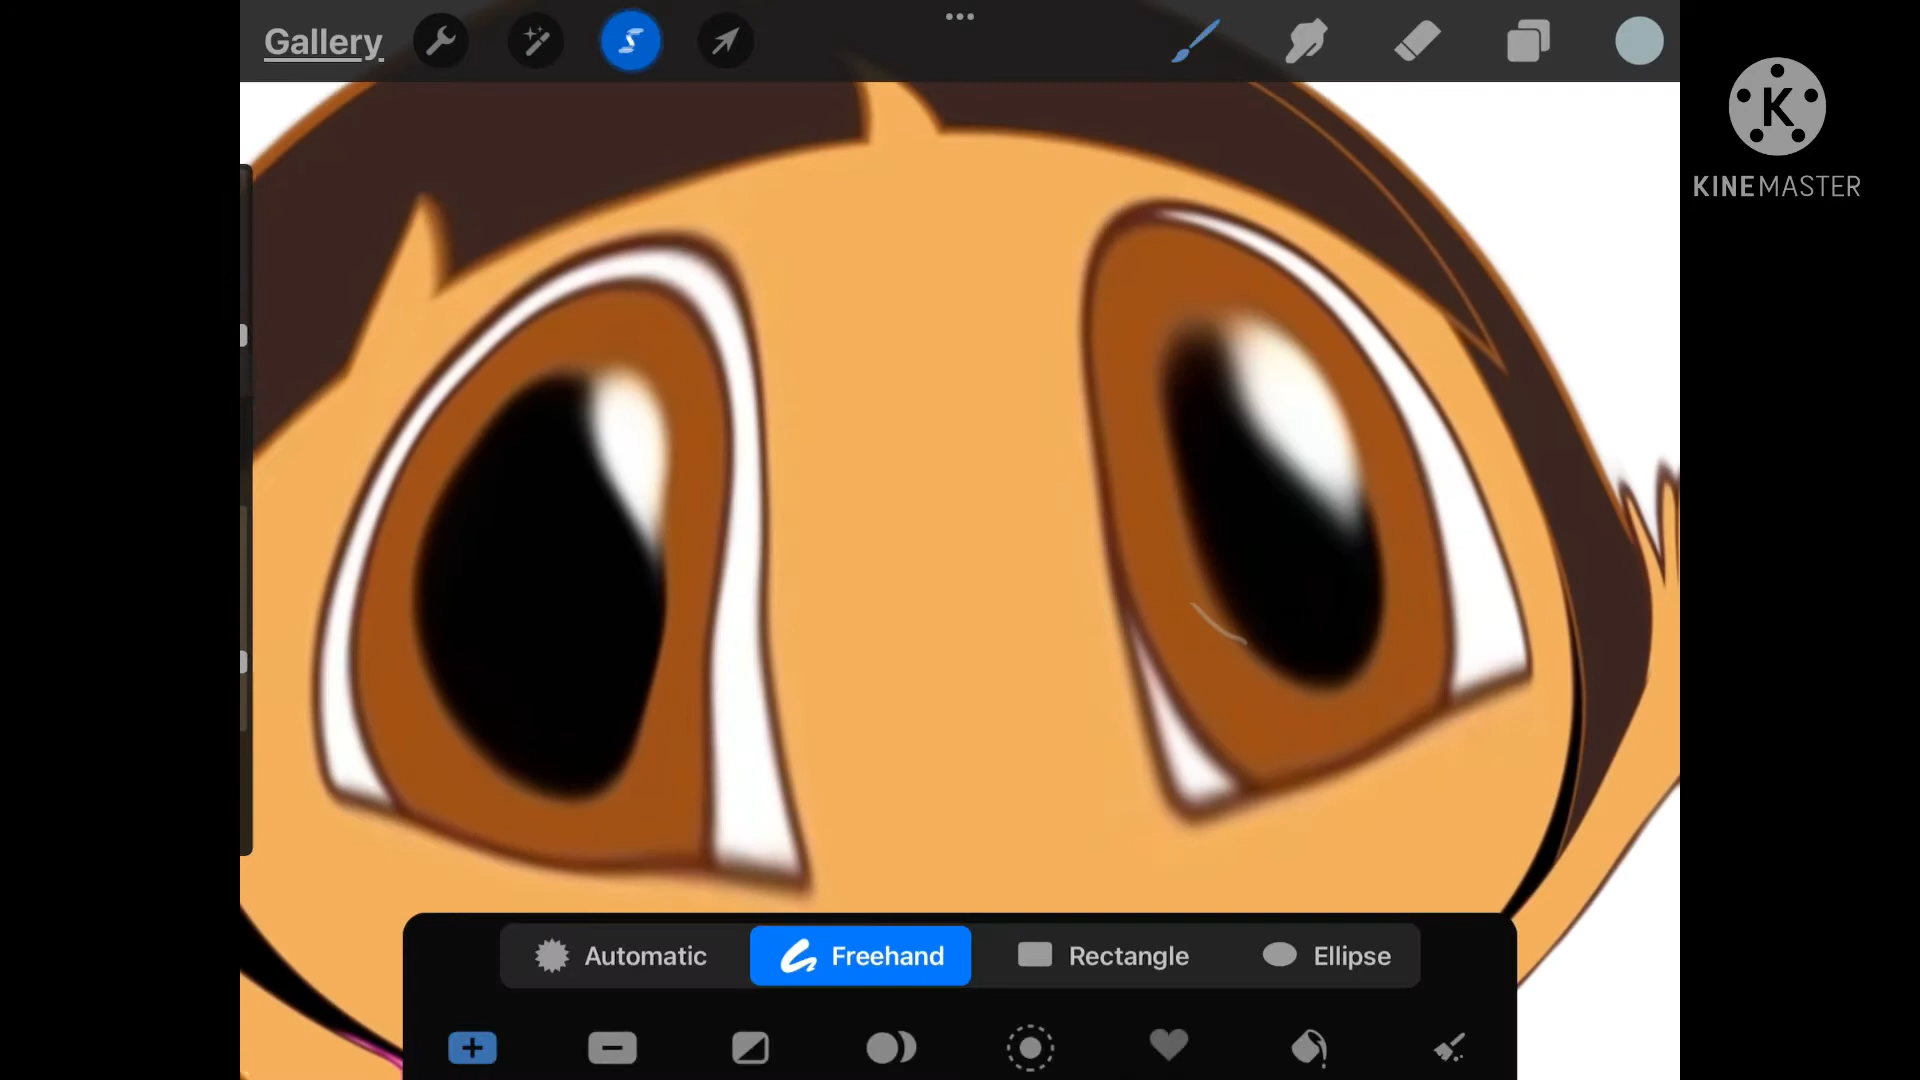 Gallery
KINEMASTER
Automatic
Freehand
Rectangle
Ellipse